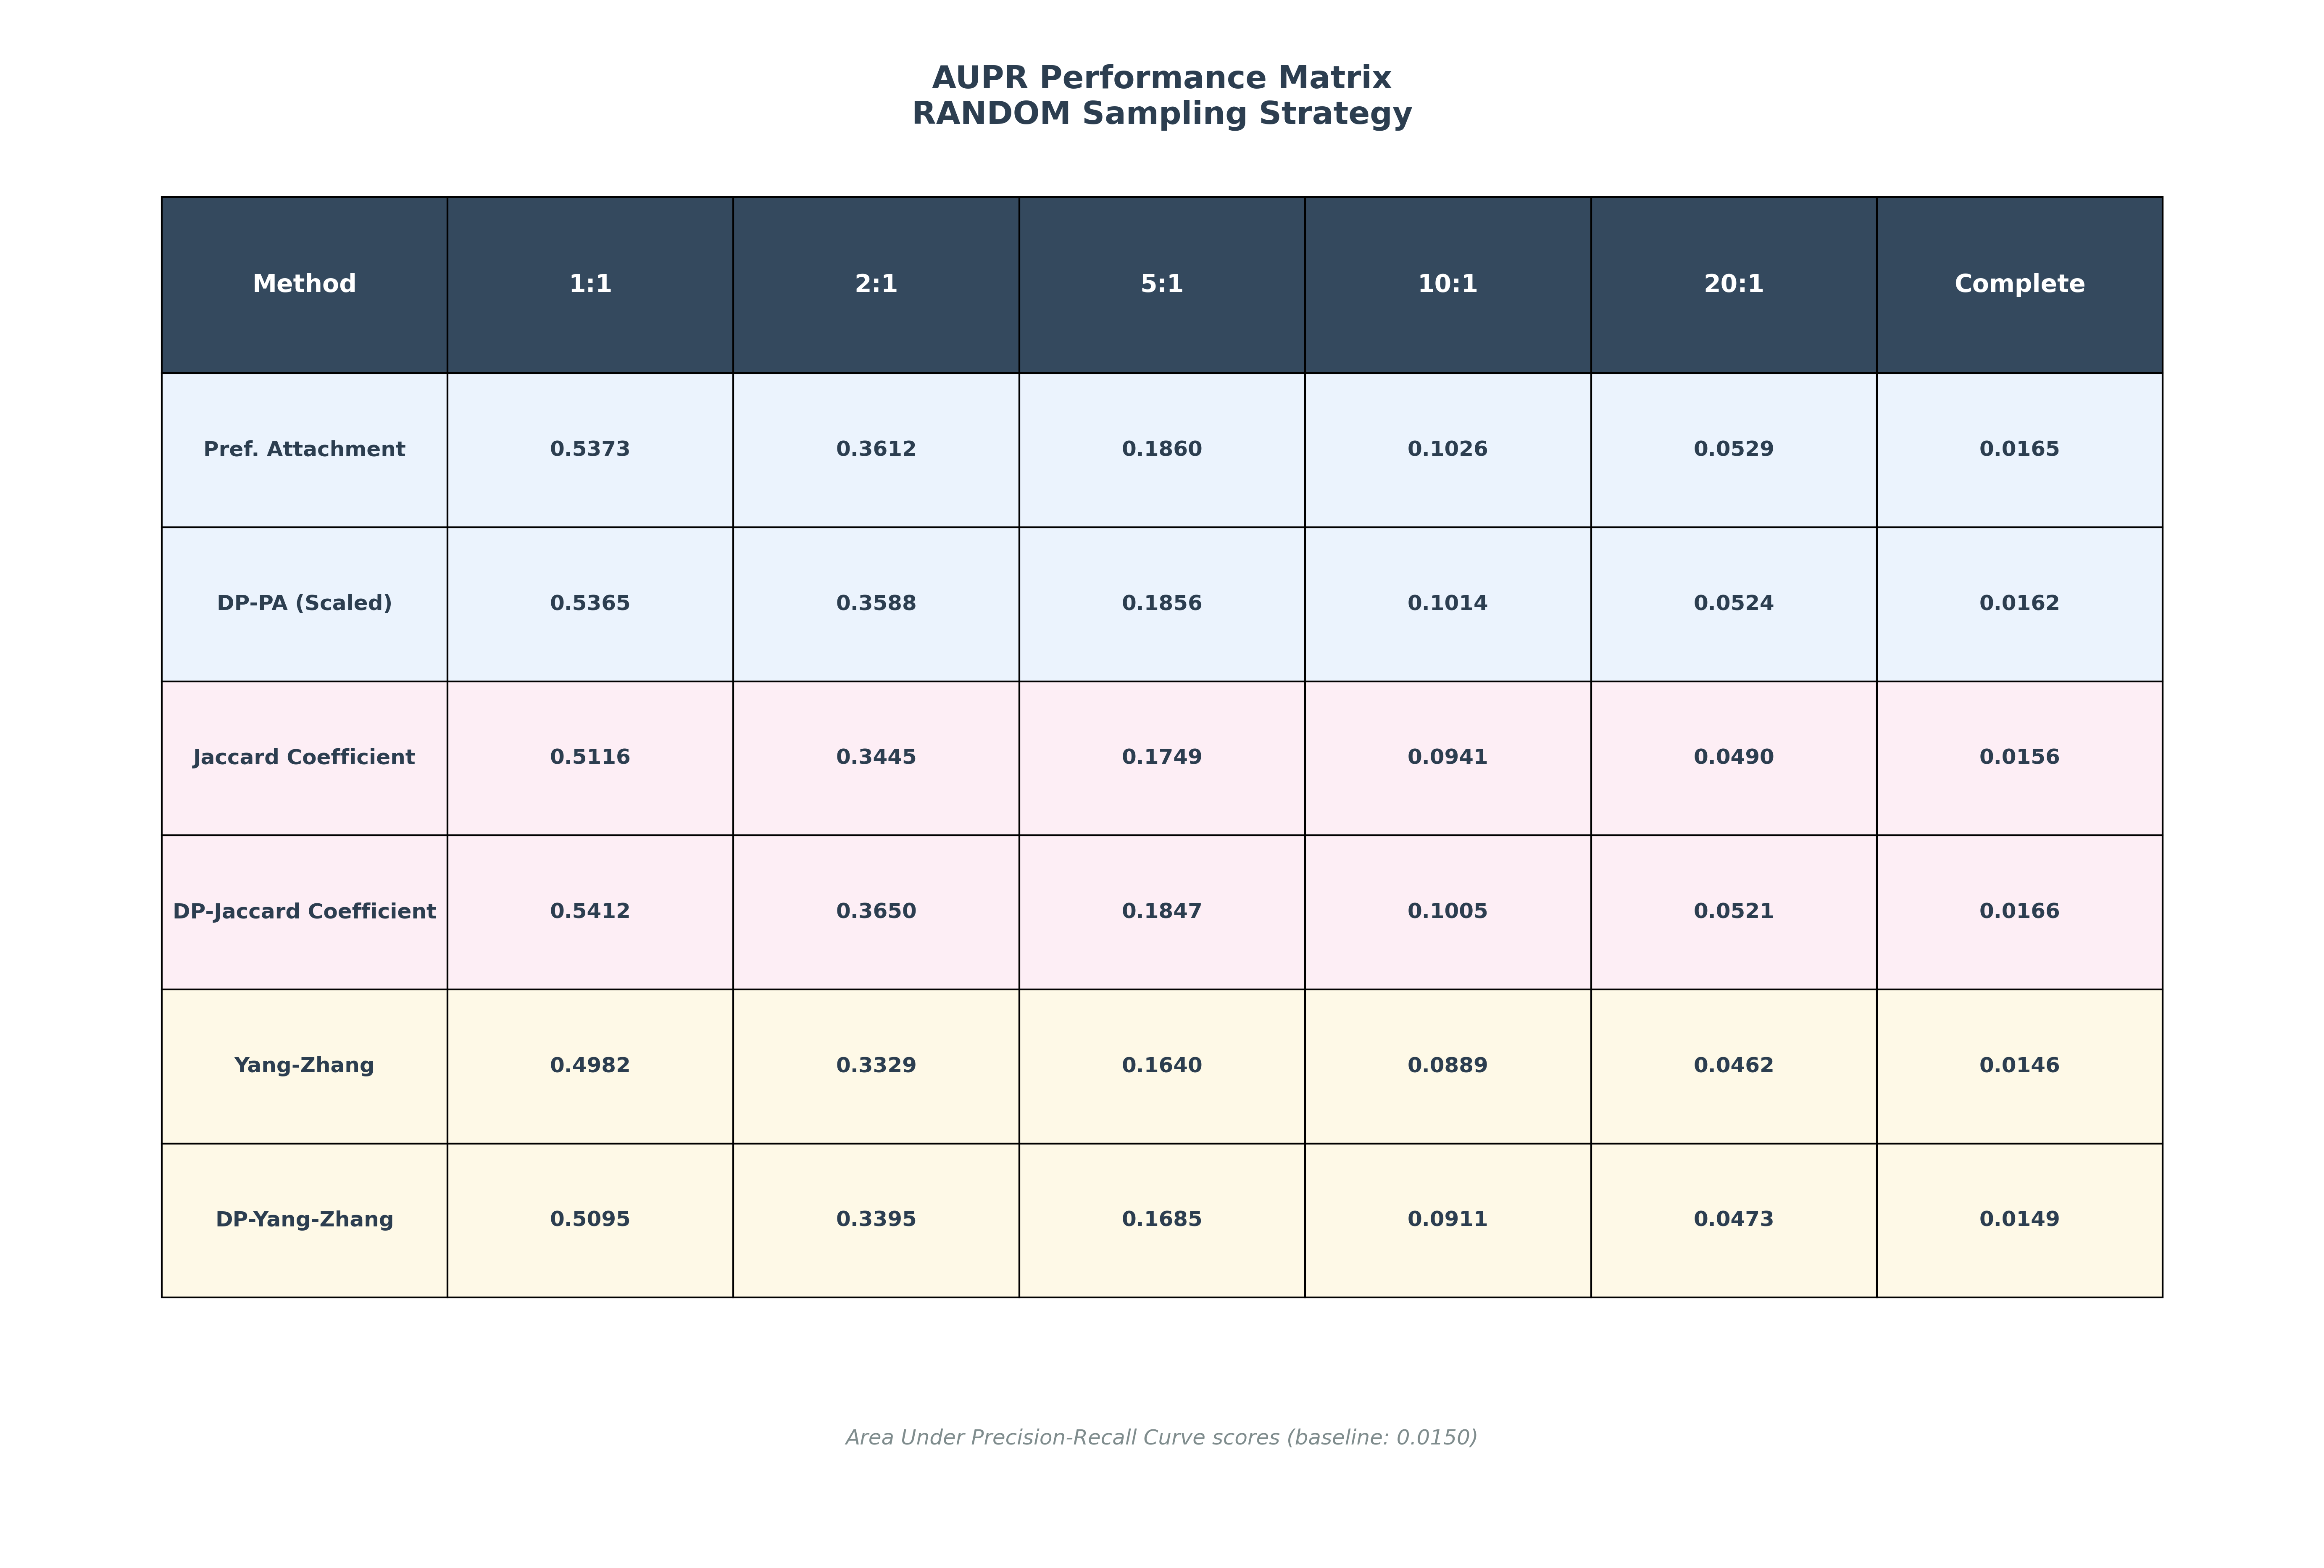 AUPR Performance Matrix
RANDOM Sampling Strategy
Method 1:1 2:1 5:1 10:1 20:1 Complete
Pref. Attachment 0.5373 0.3612 0.1860 0.1026 0.0529 0.0165
DP-PA (Scaled) 0.5365 0.3588 0.1856 0.1014 0.0524 0.0162
Jaccard Coefficient 0.5116 0.3445 0.1749 0.0941 0.0490 0.0156
DP-Jaccard Coefficient 0.5412 0.3650 0.1847 0.1005 0.0521 0.0166
Yang-Zhang 0.4982 0.3329 0.1640 0.0889 0.0462 0.0146
DP-Yang-Zhang 0.5095 0.3395 0.1685 0.0911 0.0473 0.0149
Area Under Precision-Recall Curve scores (baseline: 0.0150)